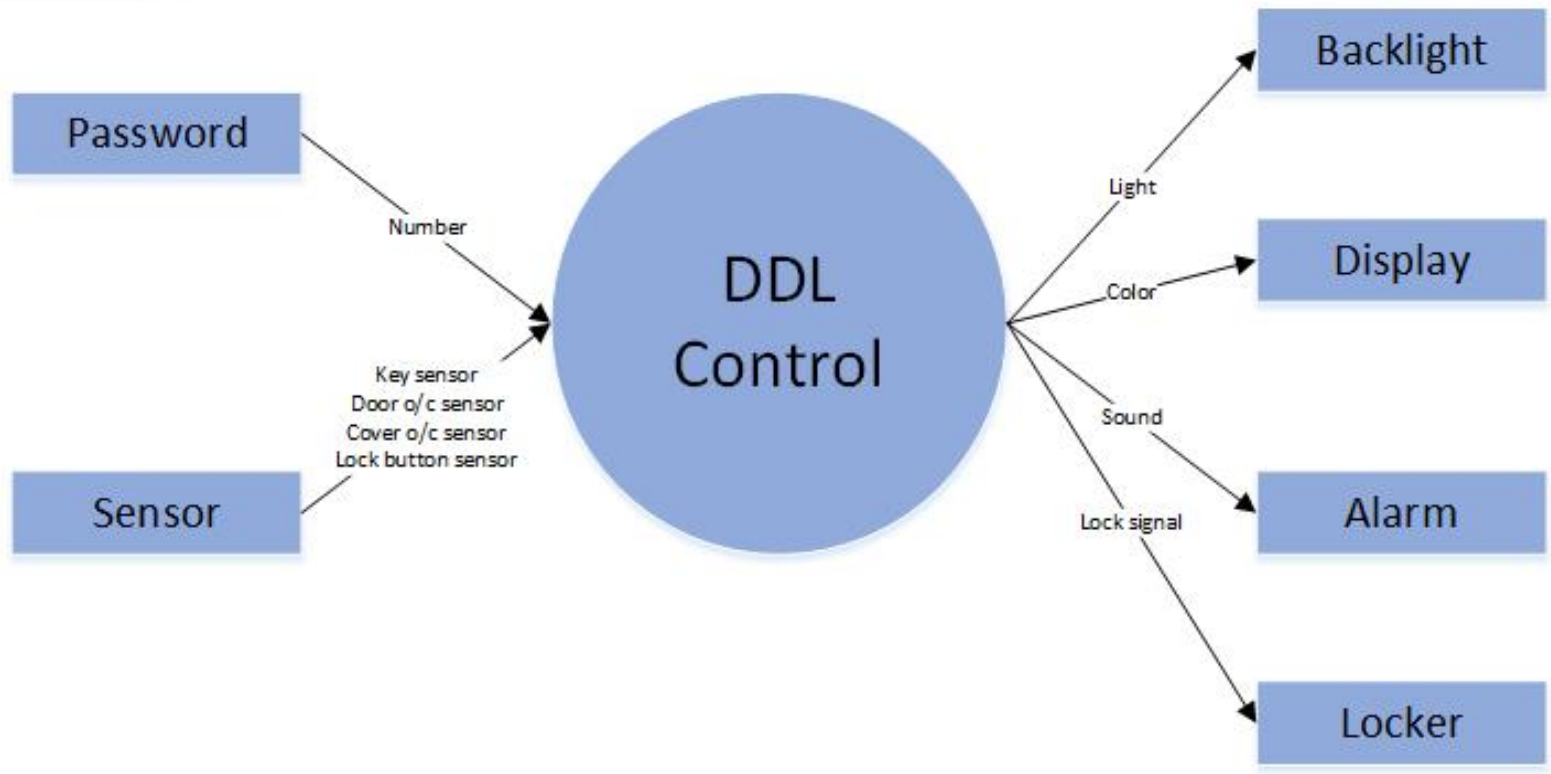 Password
Number
Key sensor
Door o/c sensor
Cover o/c sensor
Lock button sensor
Sensor
DDL
Control
Light
Color
Sound
Lock signal
Backlight
Display
Alarm
Locker